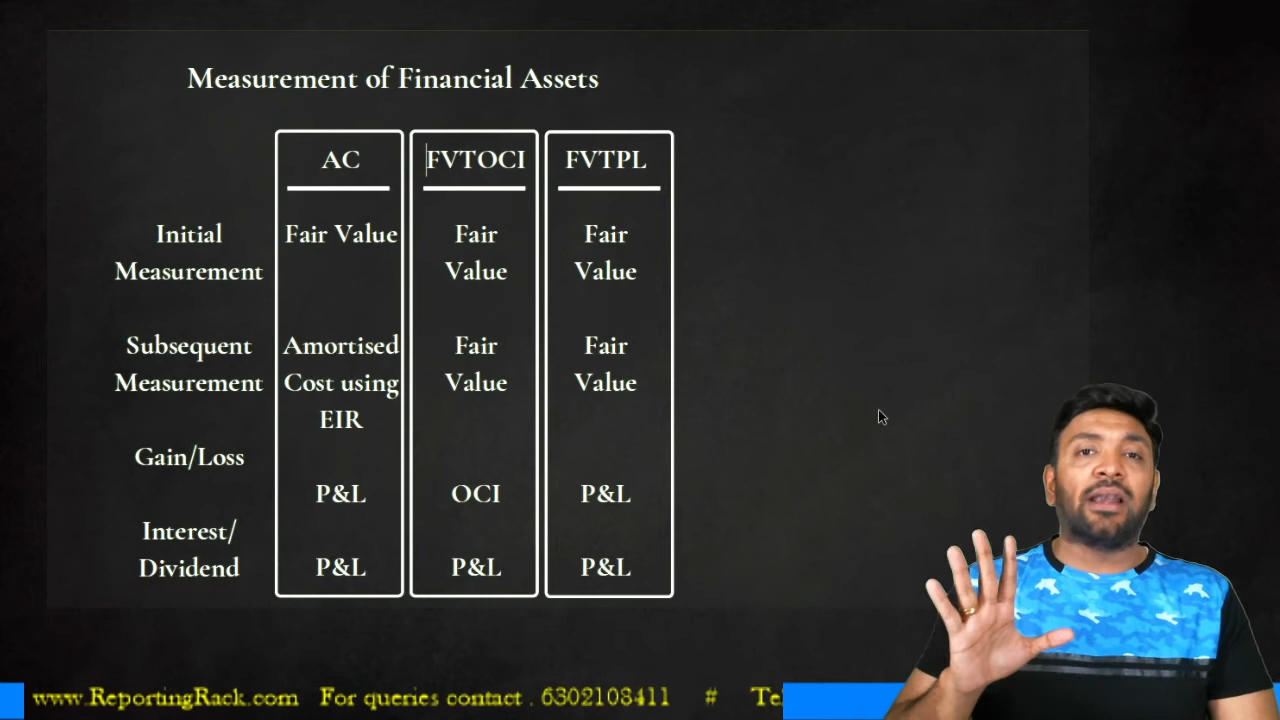 Measurement of Financial Assets
AC FVTOCI FVTPL
Initial Fair Value Fair Fair
Measurement Value Value
Subsequent Amortised Fair Fair
Measurement Cost using Value Value
EIR
Gain/Loss
P&L OCI P&L
Interest/
Dividend P&L P&L P&L
www.ReportingRack.com For queries contact . 6302108411 #